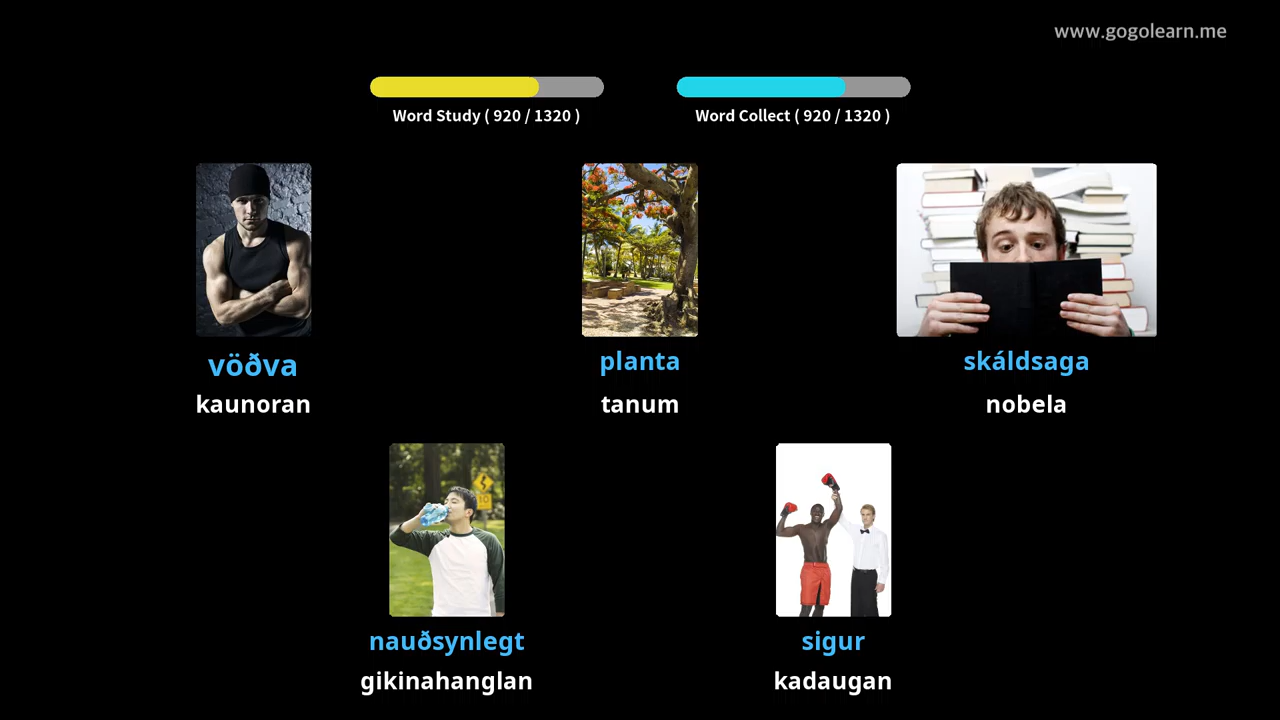 www.gogolearn.me
Word Study ( 920 / 1320 )
Word Collect ( 920 / 1320 )
vöðva
kaunoran
planta
tanum
skáldsaga
nobela
nauðsynlegt
gikinahanglan
sigur
kadaugan